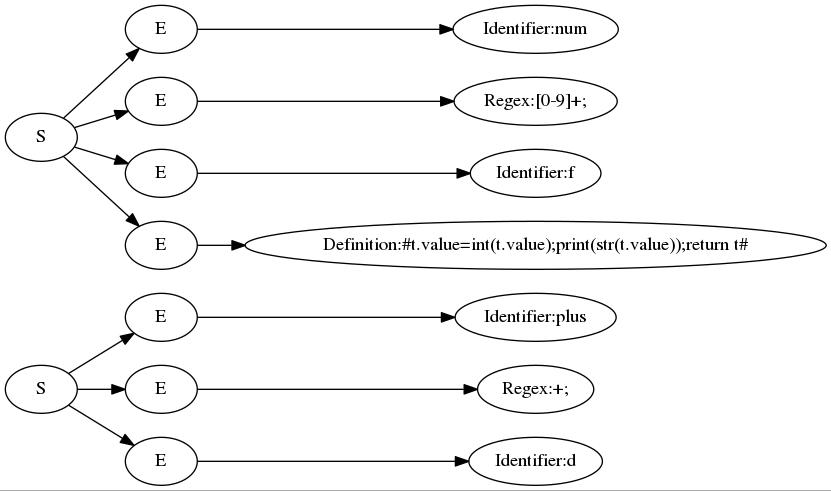 E
Identifier:num
E
Regex:[0-9]+;
S
E
Identifier:f
E
Definition:#t.value=int(t.value);print(str(t.value));return t#
E
Identifier:plus
S
E
Regex:+;
E
Identifier:d